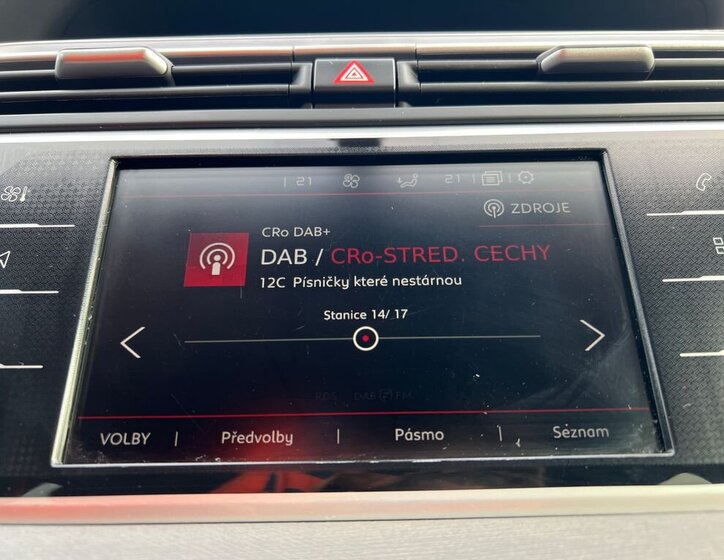 21 21
ZDROJE
CRo DAB+
DAB / CRo-STRED. CECHY
12C Písničky které nestárnou
Stanice 14/ 17
RDS DAB FM
VOLBY | Předvolby | Pásmo | Seznam